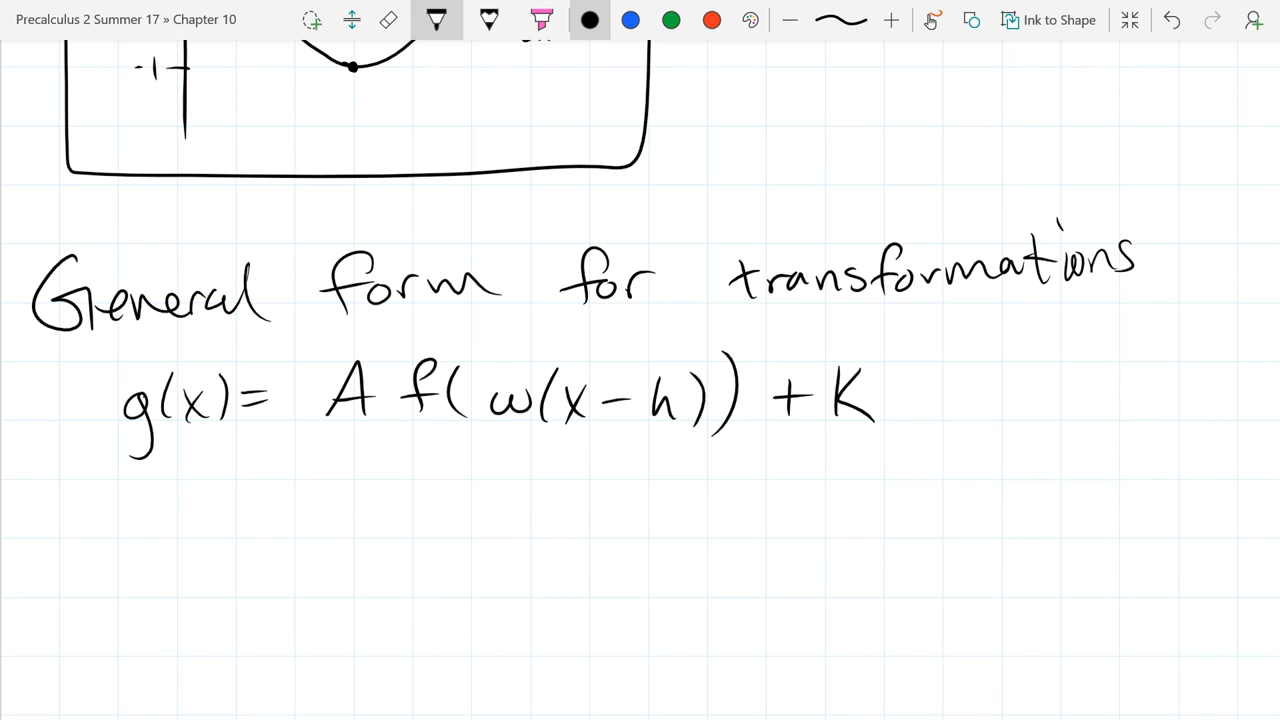 Precalculus 2 Summer 17 » Chapter 10
Ink to Shape
-1
General form for transformations
g(x) = A f(ω(x-h)) + K